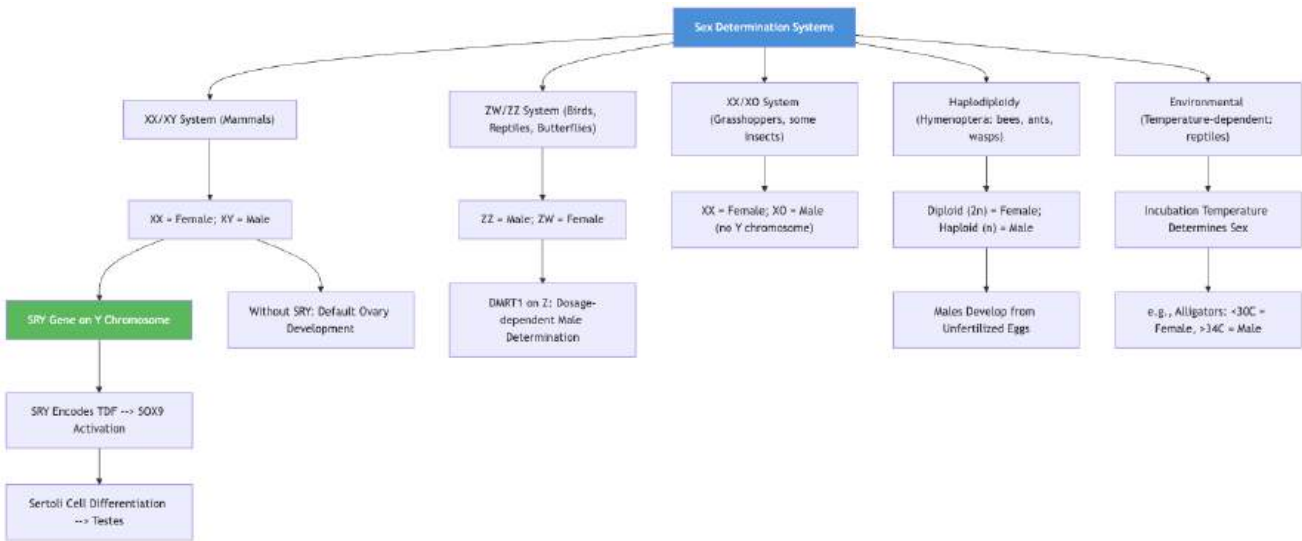 Sex Determination Systems
XX/XY System (Mammals)
ZW/ZZ System (Birds,
Reptiles, Butterflies)
XX/XO System
(Grasshoppers, some
insects)
Haplodiploidy
(Hymenoptera: bees, ants,
wasps)
Environmental
(Temperature-dependent:
reptiles)
XX = Female; XY = Male
ZZ = Male; ZW = Female
XX = Female; XO = Male
(no Y chromosome)
Diploid (2n) = Female;
Haploid (n) = Male
Incubation Temperature
Determines Sex
SRY Gene on Y Chromosome
Without SRY: Default Ovary
Development
DMRT1 on Z: Dosage-
dependent Male
Determination
Males Develop from
Unfertilized Eggs
e.g., Alligators: <30C =
Female, >34C = Male
SRY Encodes TDF --> SOX9
Activation
Sertoli Cell Differentiation
--> Testes